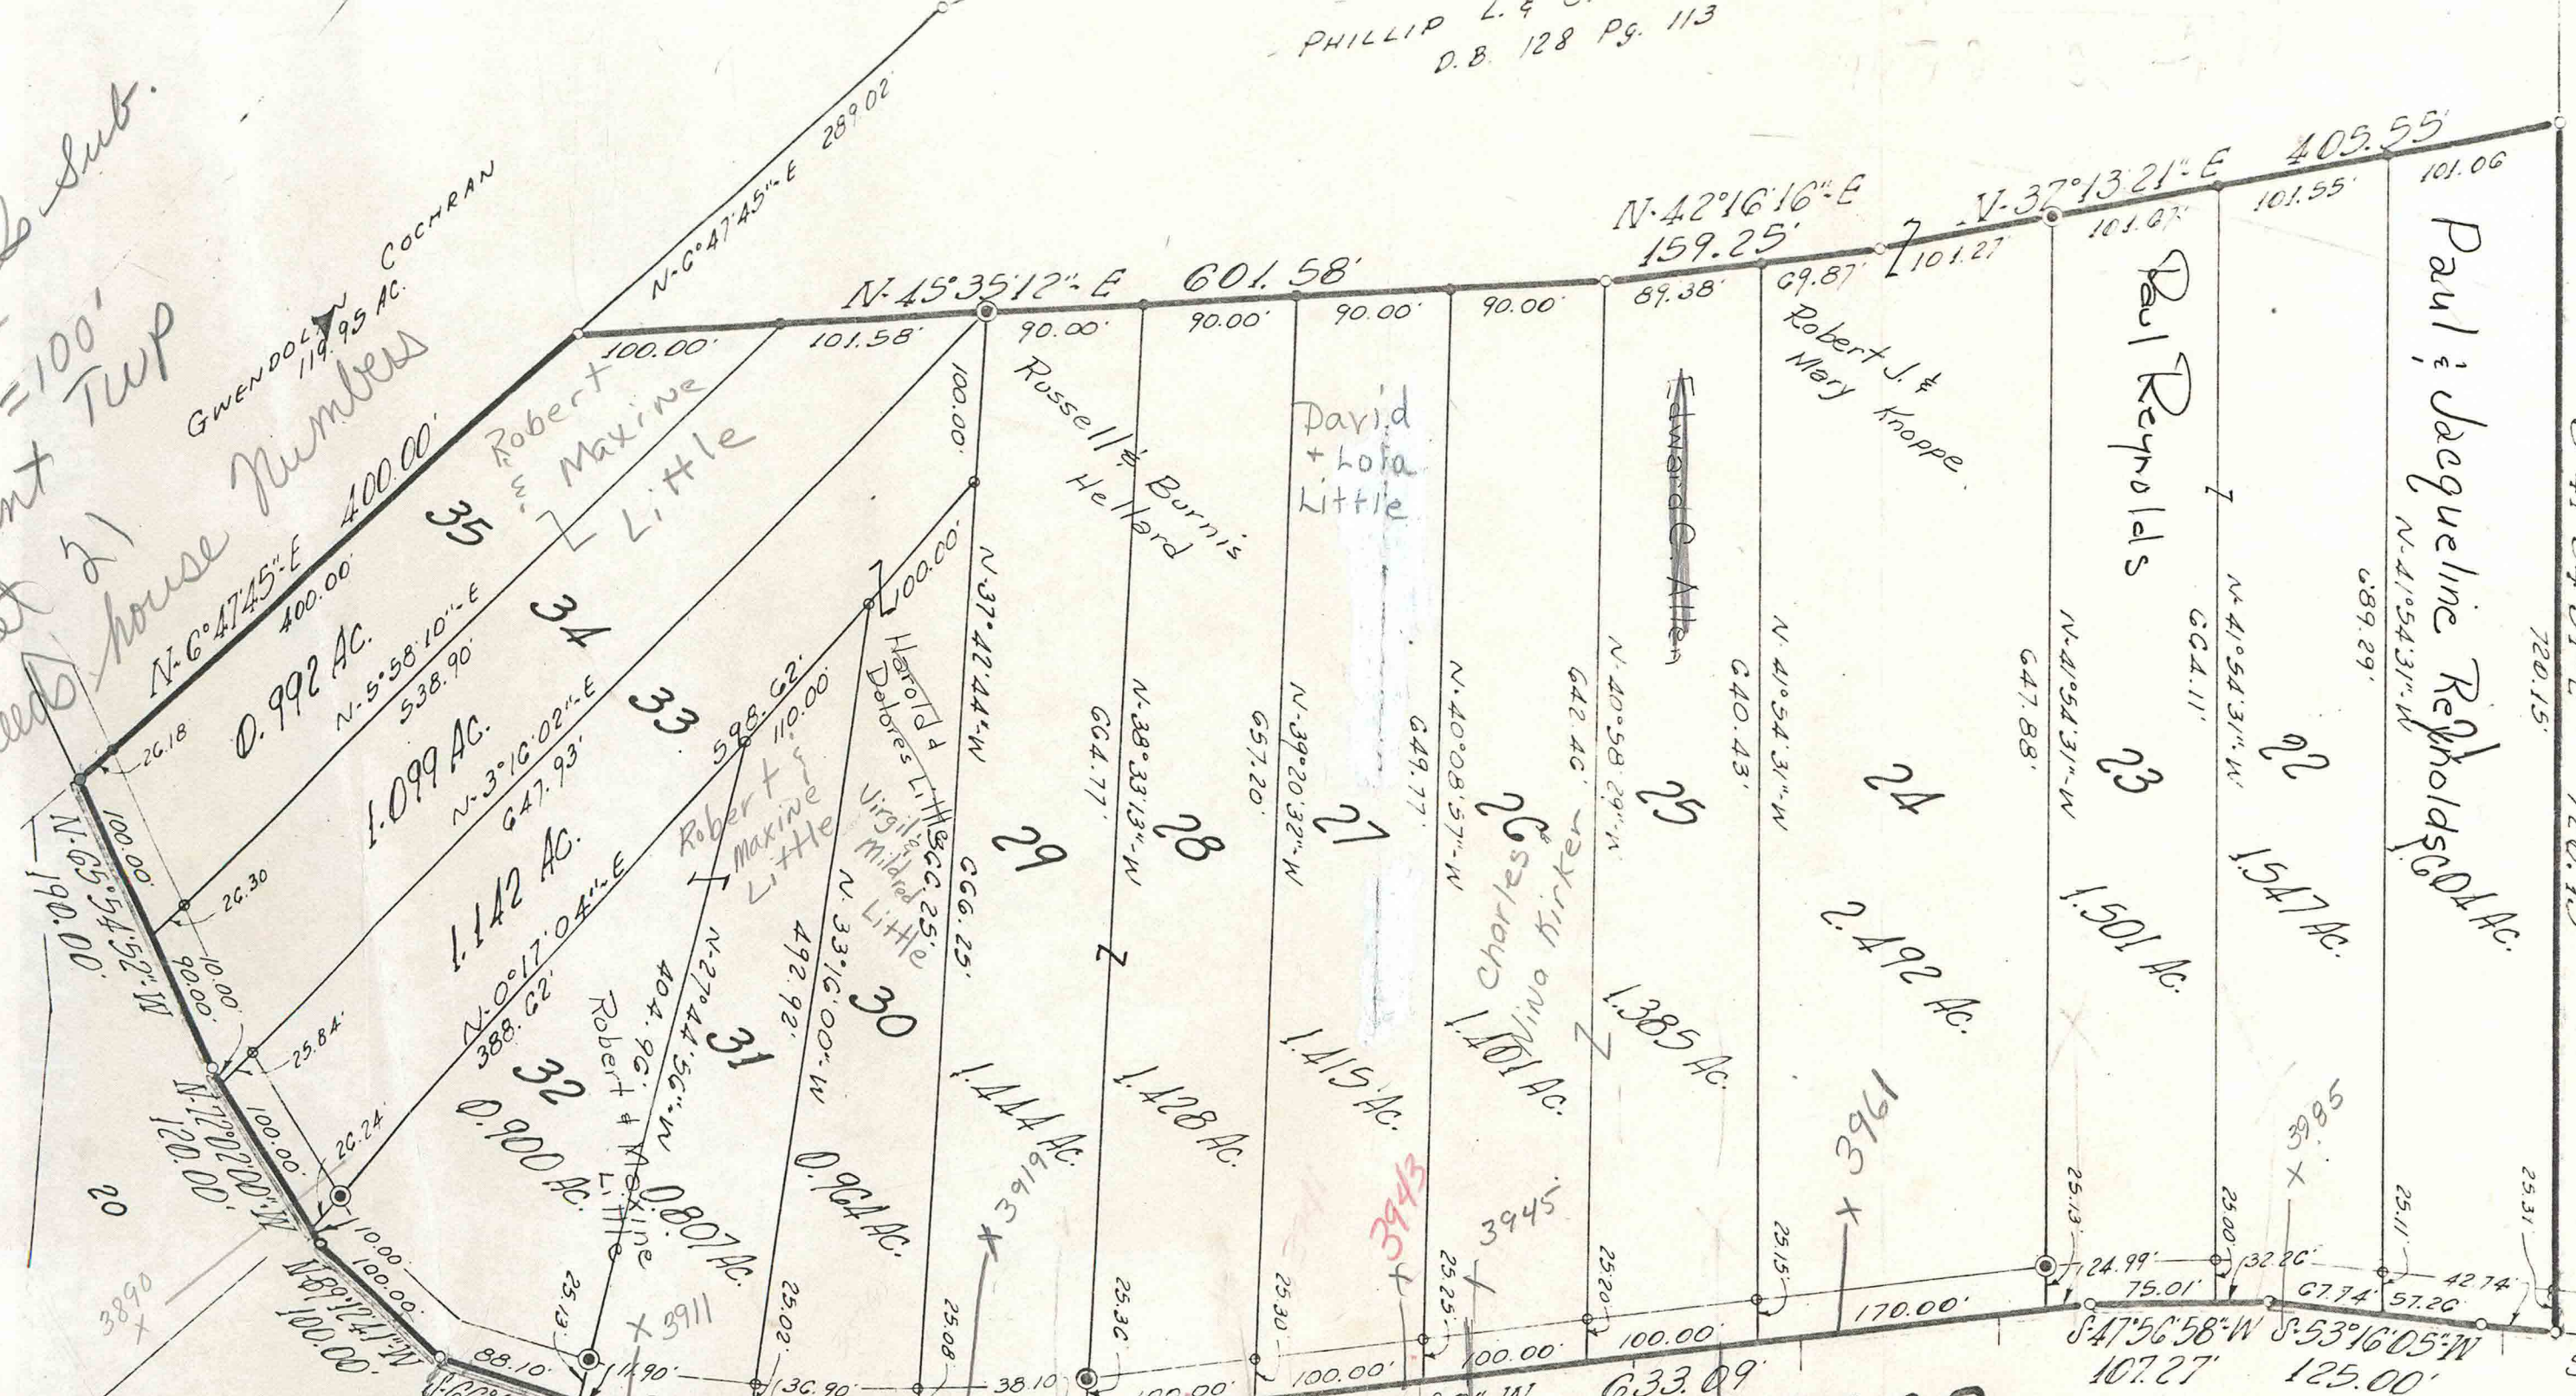 PHILLIP L. &
D.B. 128 Pg. 113
Sub.
=100'
TWP
2)
house Numbers
GWENDOLYN COCHRAN
119.95 AC.
N-6°47'45"-E 289.02'
N-6°47'45"-E 400.00'
400.00'
N-45°35'12"-E 601.58'
100.00'
101.58'
90.00'
90.00'
90.00'
90.00'
N-42°16'16"-E
159.25'
89.38'
69.87'
N-37°13'21"-E 405.55'
101.27'
101.67'
101.55'
101.06
35
Robert +
Maxine
Little
0.992 AC.
N-5°58'10"-E
538.90'
34
1.099 AC.
N-3°16'02"-E
647.93'
33
1.142 AC.
598.62'
110.00'
100.00'
100.00'
N-0°17'04"-E
388.62'
32
0.900 AC.
Robert & Maxine
Little
N-27°44'56"-W
404.96'
31
0.807 AC.
Robert +
Maxine
Little
N-33°16'00"-W
492.92'
30
0.964 AC.
Harold &
Dolores Little
Virgil &
Mildred
Little
566.25'
666.25'
N-37°42'44"-W
Russell & Burnis
Hellard
29
1.444 AC.
N-38°33'13"-W
664.77'
28
1.428 AC.
N-39°20'32"-W
657.20'
David
+ Lola
Little
27
1.415 AC.
N-40°08'57"-W
649.77'
26
Charles &
Nina Kirker
1.401 AC.
N-40°58'29"-W
642.46'
Edward C Allen
25
1.385 AC.
N-41°54'31"-W
640.43'
Robert J. &
Mary Knoppe
24
2.492 AC.
N-41°54'31"-W
647.88'
Paul Reynolds
23
1.501 AC.
N-41°54'31"-W
664.11'
22
1.547 AC.
N-41°54'31"-W
689.29'
Paul & Jacqueline Reynolds
1.604 AC.
720.15'
26.18
100.00'
N-65°54'52"-W
190.00'
26.30
10.00'
90.00'
25.84'
N-72°02'00"-W
120.00'
100.00'
26.24'
20
3890
10.00'
100.00'
N-89°12'41"-W
100.00'
88.10'
25.13'
3911
11.90'
25.02'
36.90'
25.08'
3919
38.10'
25.36'
100.00'
25.30'
100.00'
3943
25.25'
3945
100.00'
25.20'
100.00'
25.15'
3961
170.00'
633.09'
25.13'
24.99'
75.01'
S-47°56'58"-W
107.27'
25.00'
32.26'
3985
67.74'
25.11'
57.26'
42.74'
25.31'
S-53°16'05"-W
125.00'